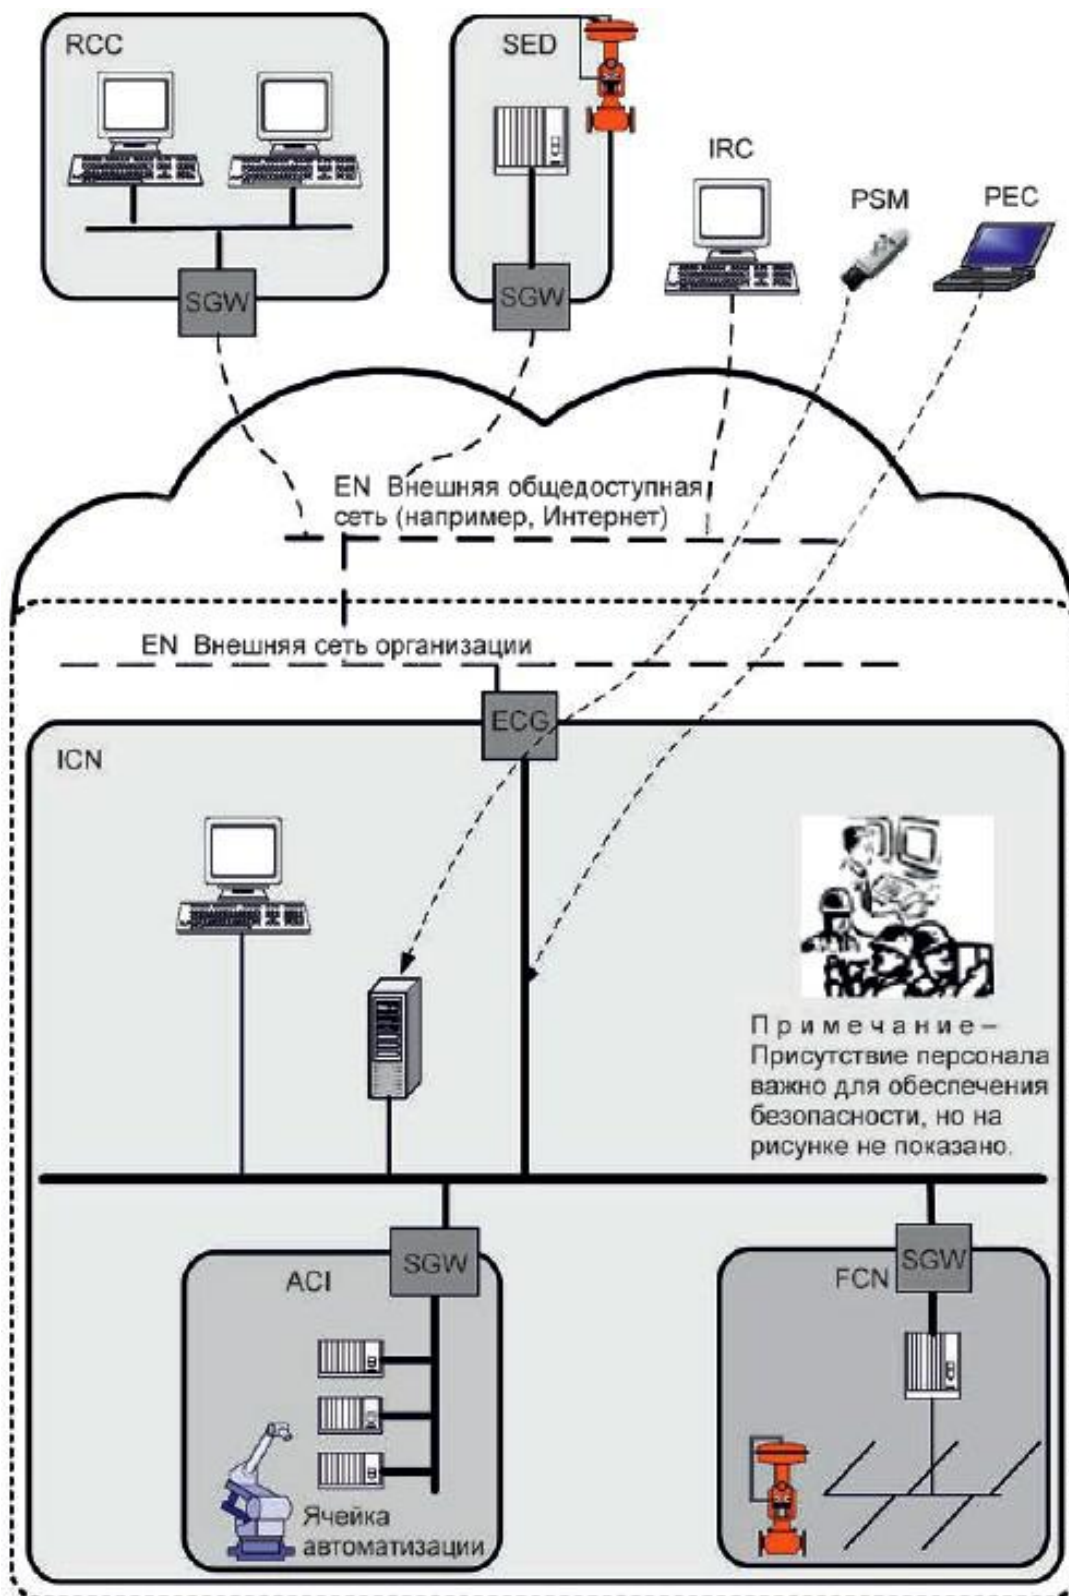 RCC
SED
IRC
PSM
PEC
SGW
SGW
EN Внешняя общедоступная
сеть (например, Интернет)
EN Внешняя сеть организации
ECG
ICN
П р и м е ч а н и е –
Присутствие персонала
важно для обеспечения
безопасности, но на
рисунке не показано.
SGW
ACI
SGW
FCN
Ячейка
автоматизации